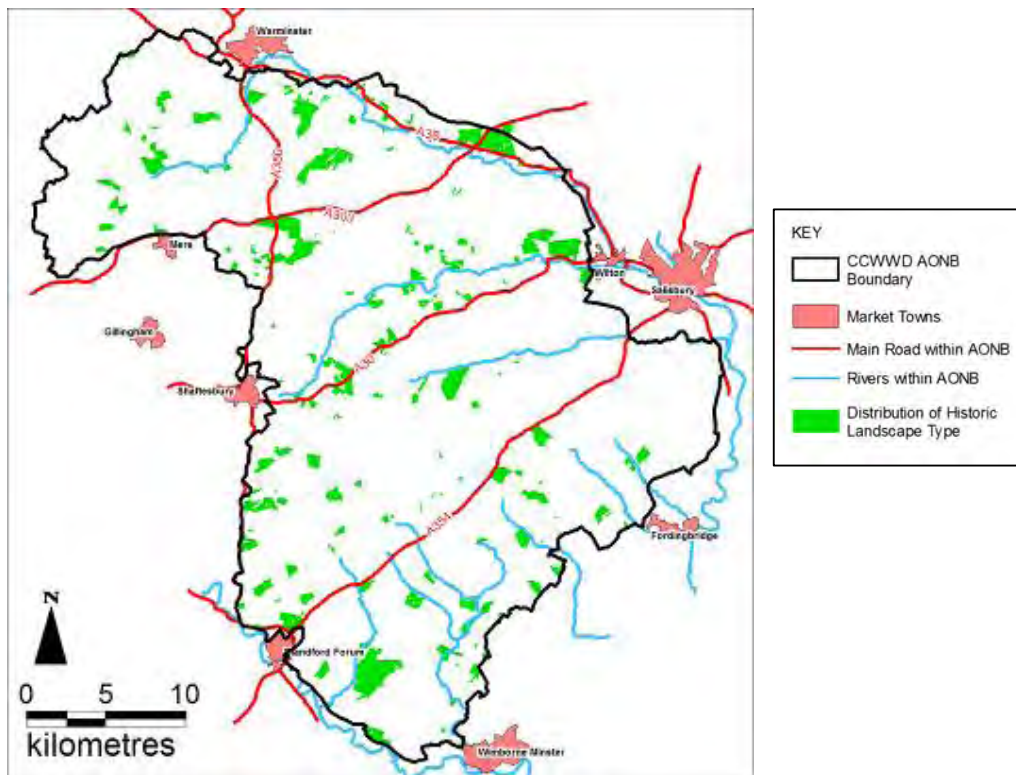 Warminster
A36
A350
A303
Mere
Wilton
Salisbury
Gillingham
A30
Shaftesbury
A354
Fordingbridge
Blandford Forum
Wimborne Minster
N
0 5 10
kilometres
KEY
CCWWD AONB
Boundary
Market Towns
Main Road within AONB
Rivers within AONB
Distribution of Historic
Landscape Type